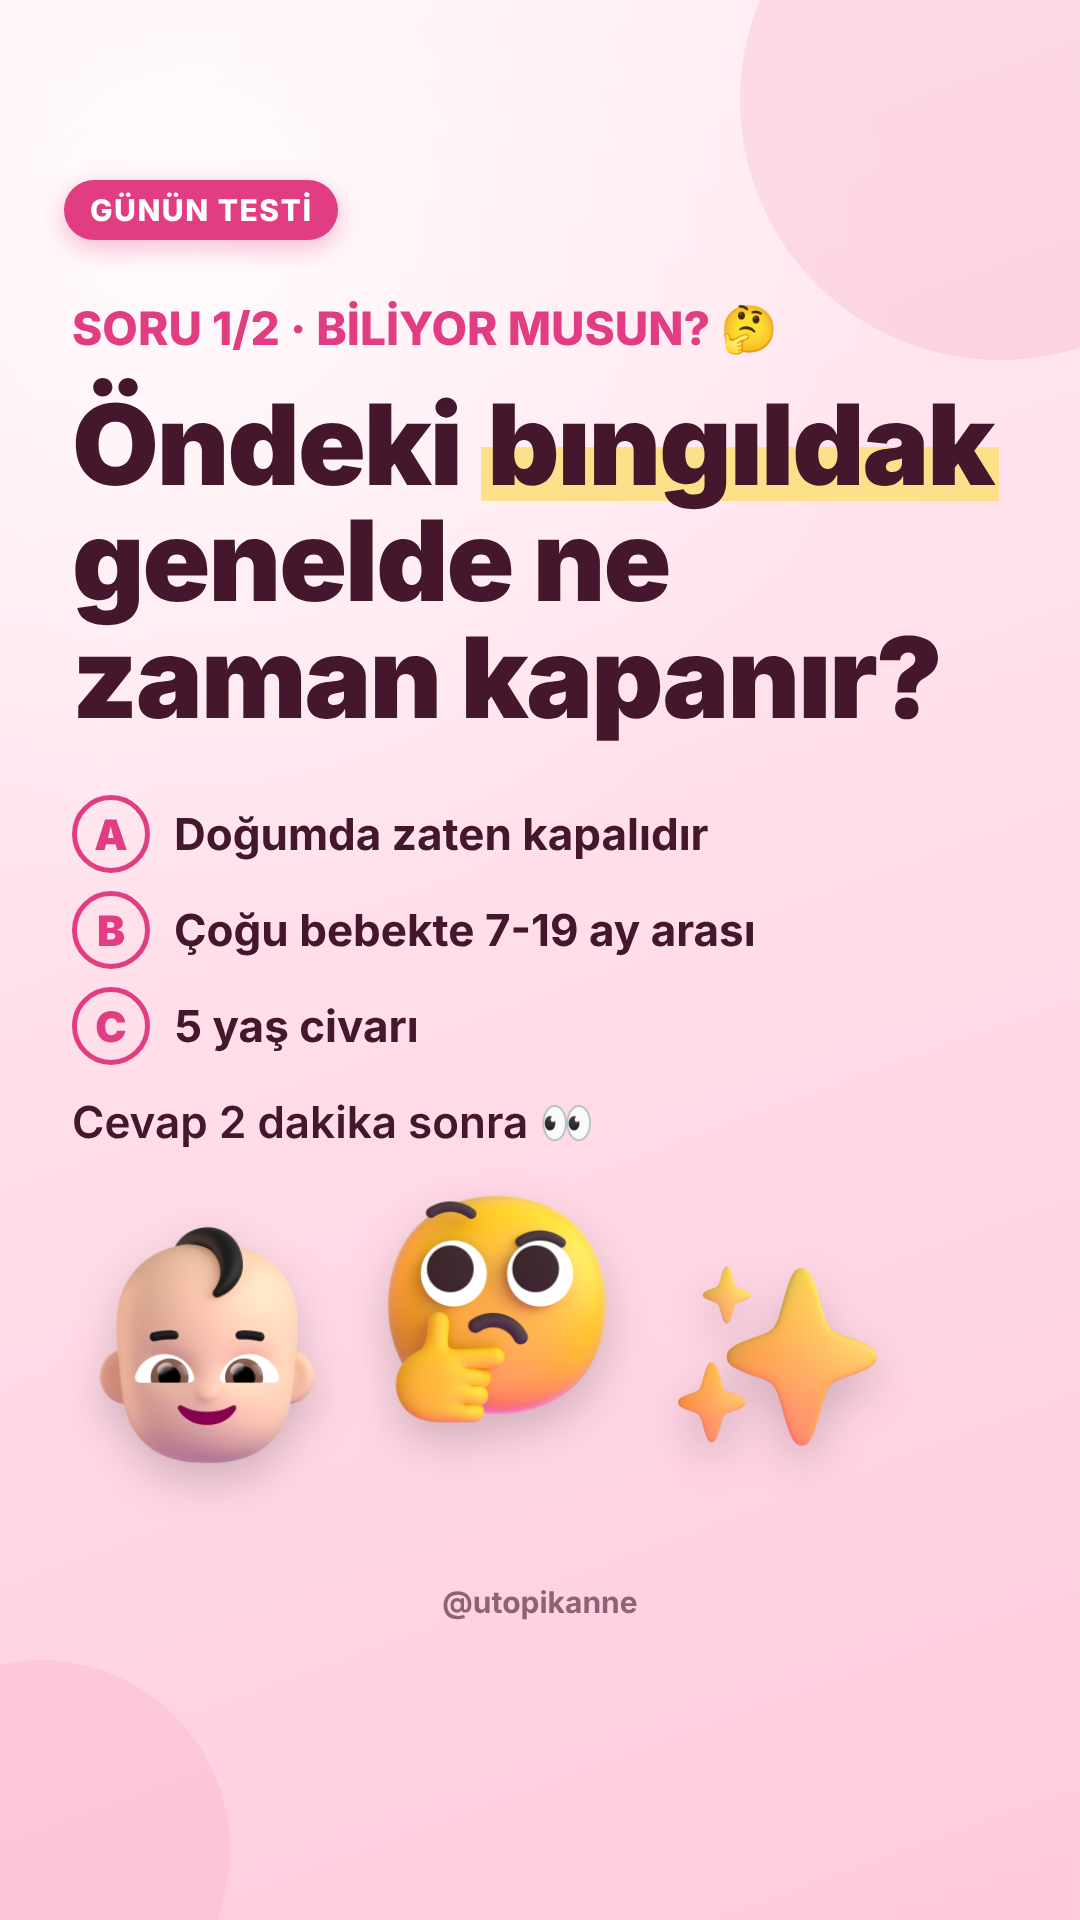 GÜNÜN TESTİ
SORU 1/2 · BİLİYOR MUSUN? 🤔
Öndeki bıngıldak
genelde ne
zaman kapanır?
A Doğumda zaten kapalıdır
B Çoğu bebekte 7-19 ay arası
C 5 yaş civarı
Cevap 2 dakika sonra 👀
@utopikanne